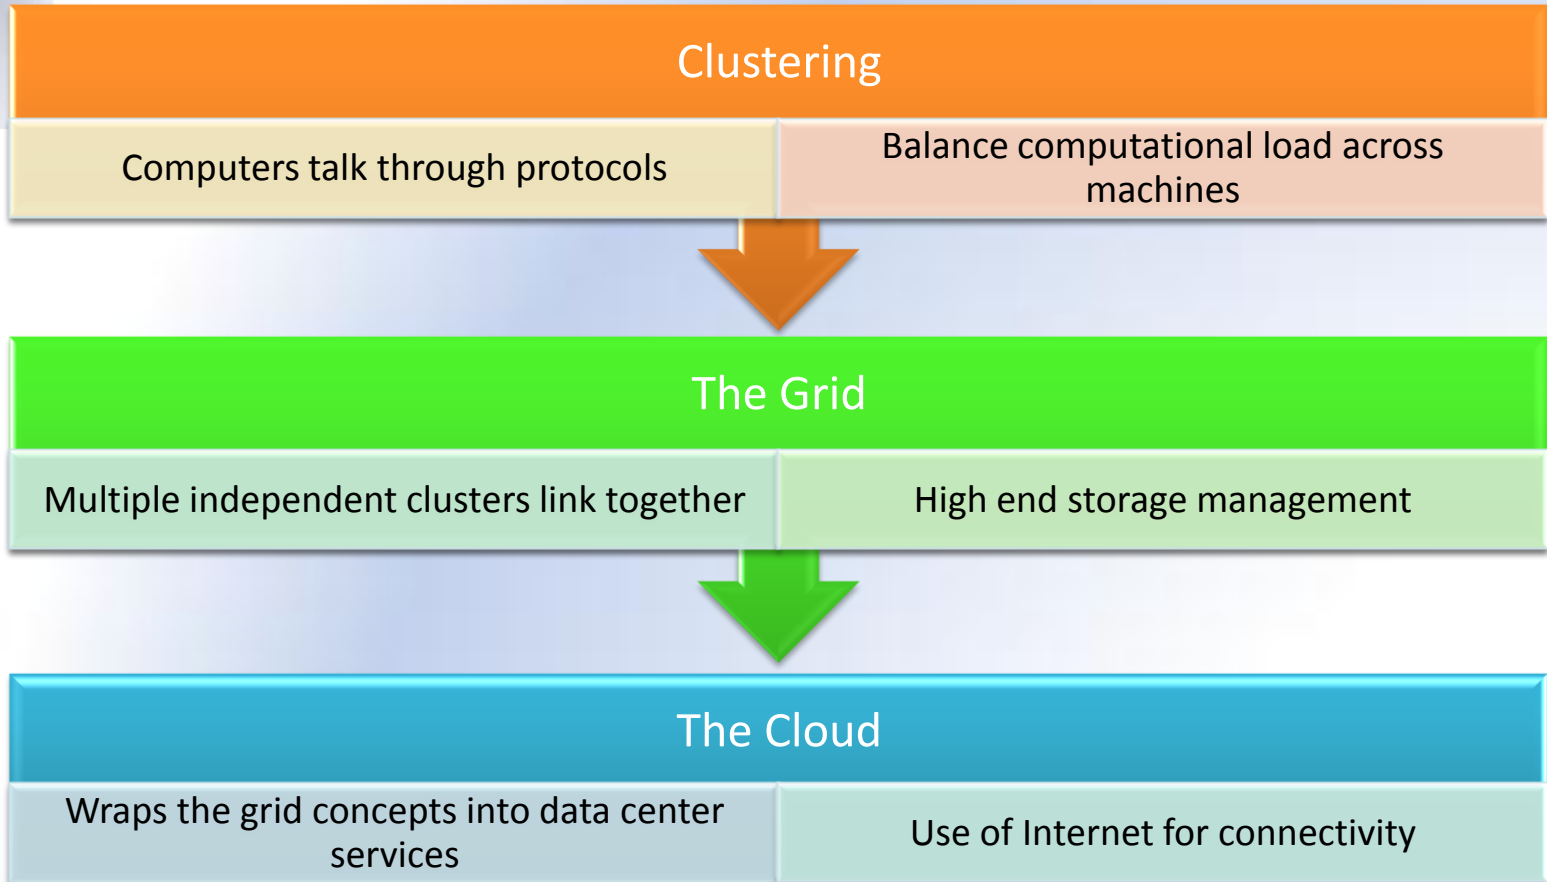 Clustering
Computers talk through protocols
Balance computational load across
machines
The Grid
Multiple independent clusters link together
High end storage management
The Cloud
Wraps the grid concepts into data center
services
Use of Internet for connectivity